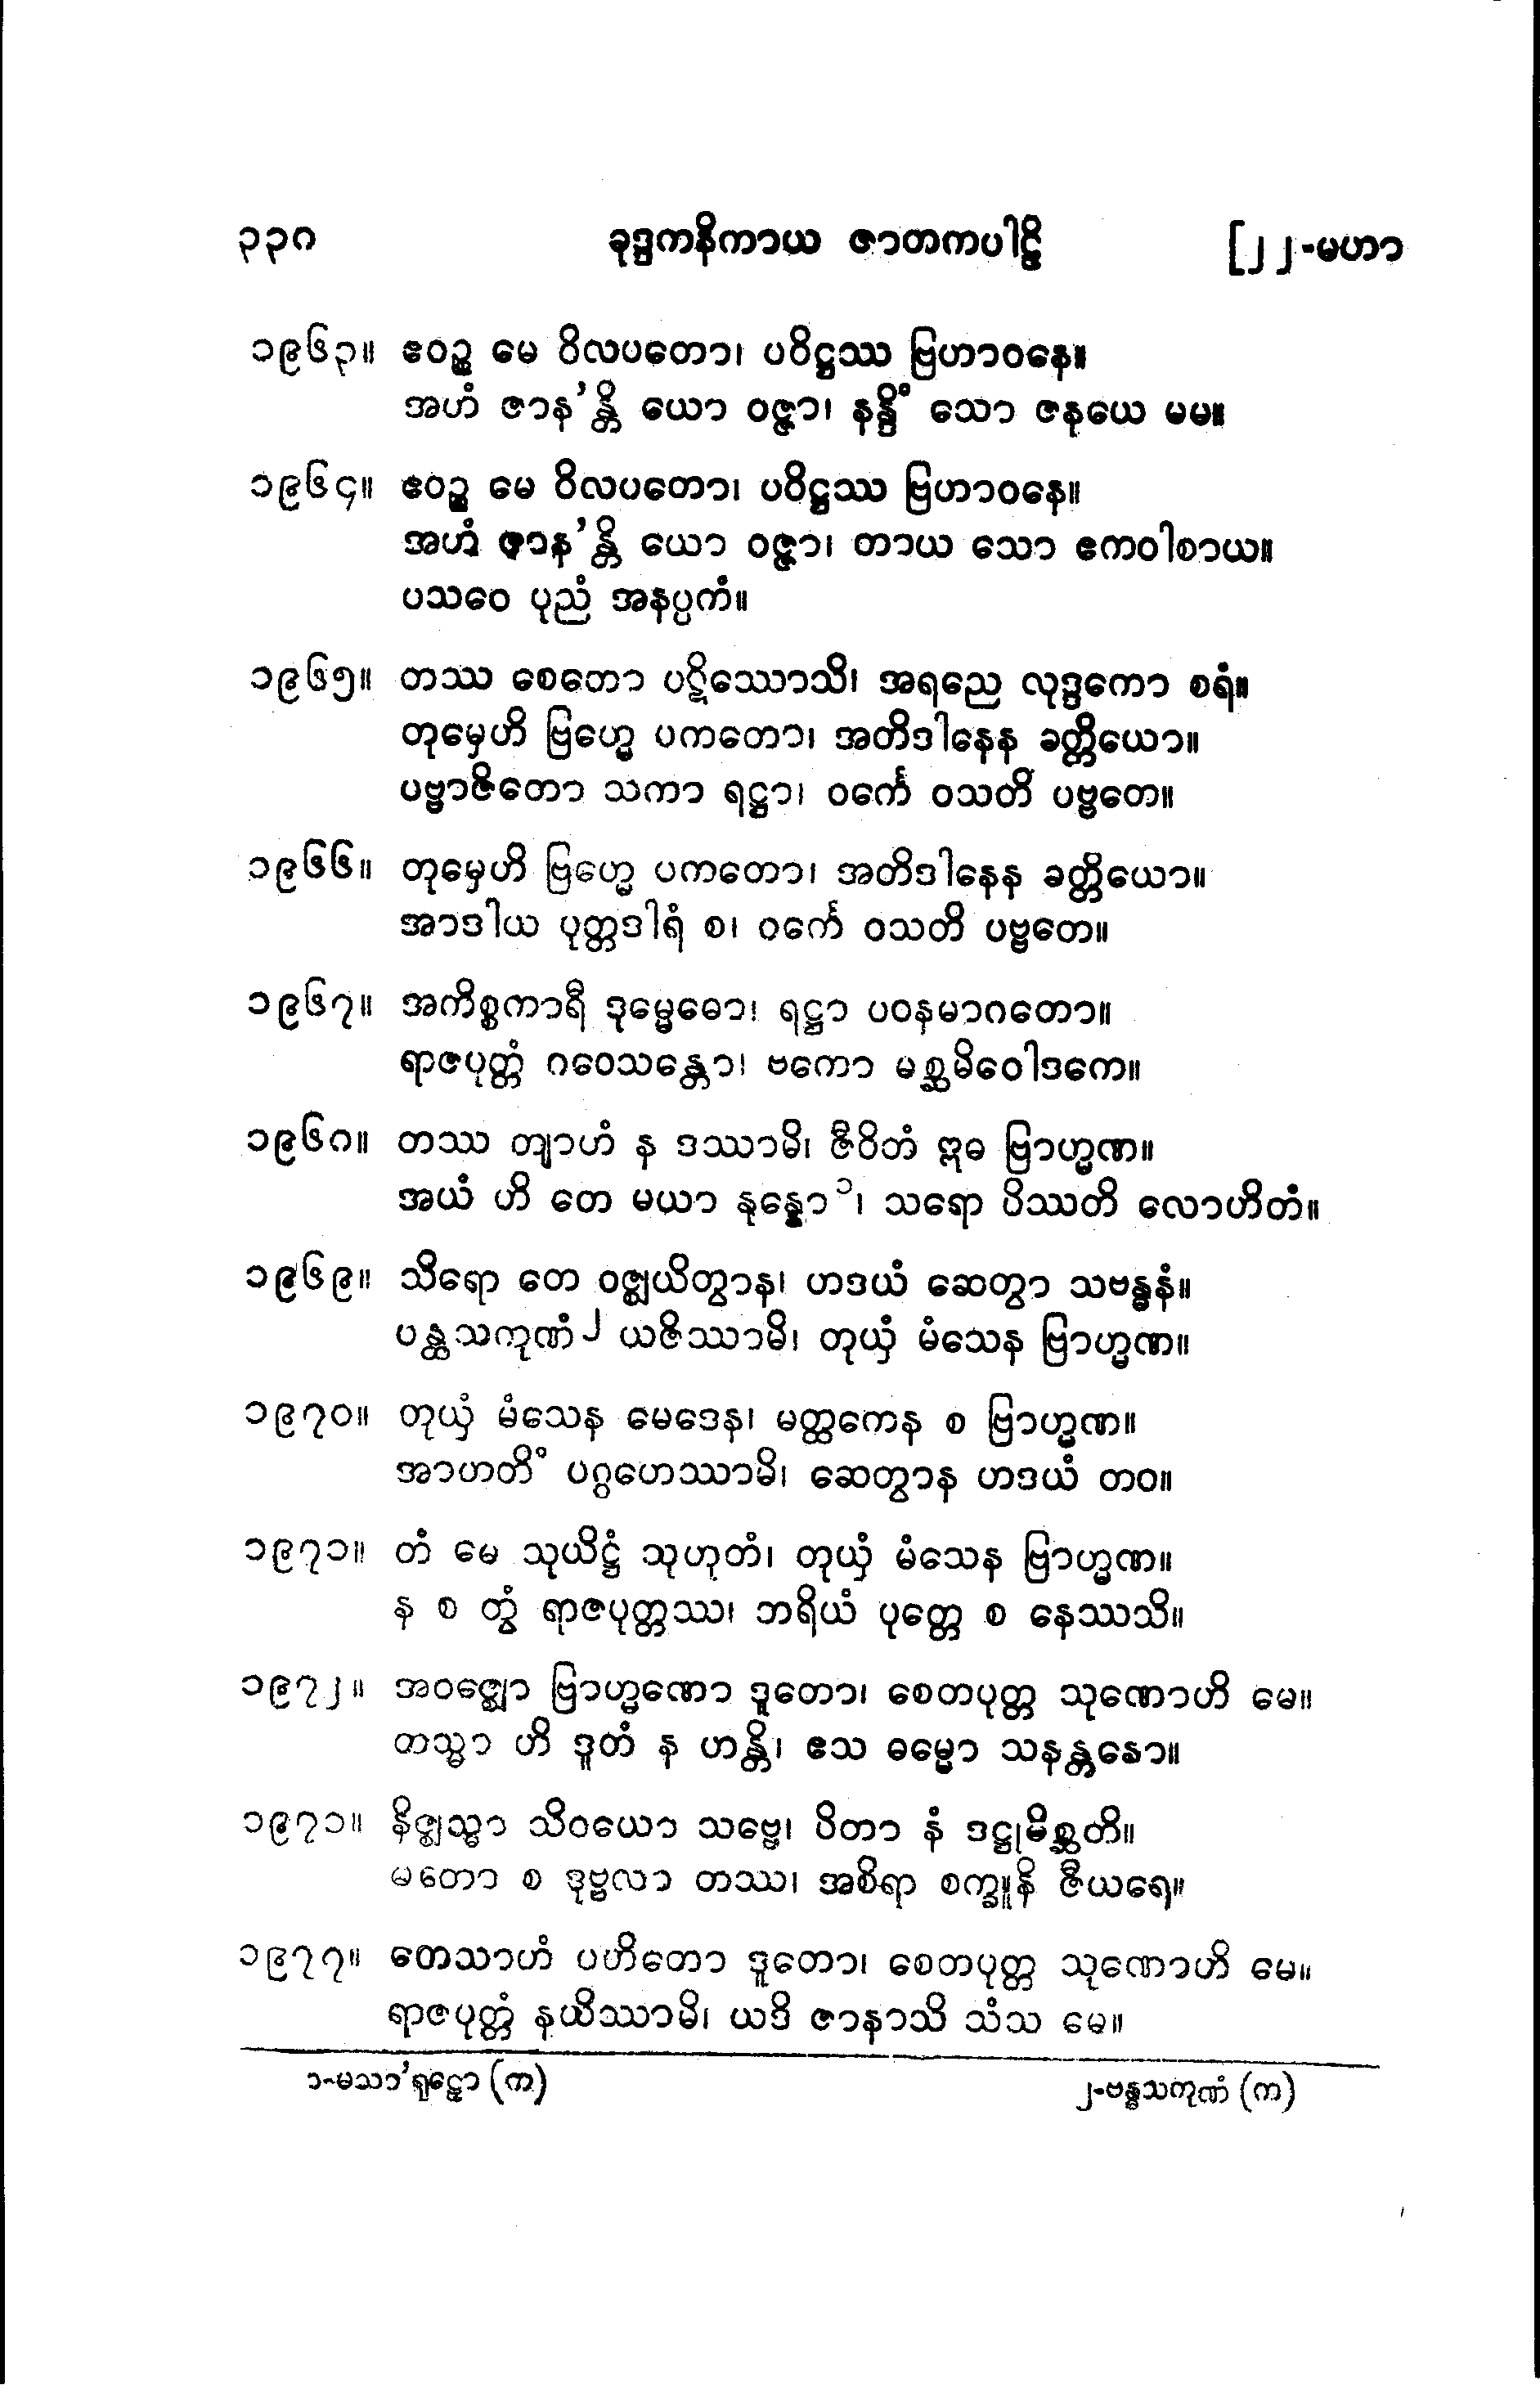 ၃၃၈ ခုဒ္ဒကနိကာယ ဇာတကပါဠိ [၂၂-မဟာ
၁၉၆၃။ ဧဝဉ္စ မေ ဝိလပတော၊ ပဝိဋ္ဌဿ ဗြဟာဝနေ။
အဟံ ဇာန’န္တိ ယော ဝဇ္ဇာ၊ နန္ဒိံ သော ဇနယေ မမ။
၁၉၆၄။ ဧဝဉ္စ မေ ဝိလပတော၊ ပဝိဋ္ဌဿ ဗြဟာဝနေ။
အဟံ ဇာန’န္တိ ယော ဝဇ္ဇာ၊ တာယ သော ဧကဝါစာယ။
ပသဝေ ပုညံ အနပ္ပကံ။
၁၉၆၅။ တဿ စေတော ပဋိဿောသိ၊ အရညေ လုဒ္ဒကော စရံ။
တုမှေဟိ ဗြဟ္မေ ပကတော၊ အတိဒါနေန ခတ္တိယော။
ပဗ္ဗာဇိတော သကာ ရဋ္ဌာ၊ ဝင်္ကေ ဝသတိ ပဗ္ဗတေ။
၁၉၆၆။ တုမှေဟိ ဗြဟ္မေ ပကတော၊ အတိဒါနေန ခတ္တိယော။
အာဒါယ ပုတ္တဒါရံ စ၊ ဝင်္ကေ ဝသတိ ပဗ္ဗတေ။
၁၉၆၇။ အကိစ္စကာရီ ဒုမ္မေဓော၊ ရဋ္ဌာ ပဝနမာဂတော။
ရာဇပုတ္တံ ဂဝေသန္တော၊ ဗကော မစ္ဆမိဝေါဒကေ။
၁၉၆၈။ တဿ တျာဟံ န ဒဿာမိ၊ ဇီဝိတံ ဣဓ ဗြာဟ္မဏ။
အယံ ဟိ တေ မယာ နုန္နော၁၊ သရော ပိဿတိ လောဟိတံ။
၁၉၆၉။ သိရော တေ ဝဇ္ဈယိတွာန၊ ဟဒယံ ဆေတွာ သဗန္ဓနံ။
ပန္ထသကုဏံ၂ ယဇိဿာမိ၊ တုယှံ မံသေန ဗြာဟ္မဏ။
၁၉၇၀။ တုယှံ မံသေန မေဒေန၊ မတ္ထကေန စ ဗြာဟ္မဏ။
အာဟုတိံ ပဂ္ဂဟေဿာမိ၊ ဆေတွာန ဟဒယံ တဝ။
၁၉၇၁။ တံ မေ သုယိဋ္ဌံ သုဟုတံ၊ တုယှံ မံသေန ဗြာဟ္မဏ။
န စ တွံ ရာဇပုတ္တဿ၊ ဘရိယံ ပုတ္တေ စ နေဿသိ။
၁၉၇၂။ အဝဇ္ဈော ဗြာဟ္မဏော ဒူတော၊ စေတပုတ္တ သုဏောဟိ မေ။
တသ္မာ ဟိ ဒူတံ န ဟန္တိ၊ ဧသ ဓမ္မော သနန္တနော။
၁၉၇၁။ နိဇ္ဈတ္တာ သိဝယော သဗ္ဗေ၊ ပိတာ နံ ဒဋ္ဌုမိစ္ဆတိ။
မာတာ စ ဒုဗ္ဗလာ တဿ၊ အစိရာ စက္ခူနိ ဇီယရေ။
၁၉၇၇။ တေသာဟံ ပဟိတော ဒူတော၊ စေတပုတ္တ သုဏောဟိ မေ။
ရာဇပုတ္တံ နယိဿာမိ၊ ယဒိ ဇာနာသိ သံသ မေ။
၁-မသာ’ရုဠှော (က) ၂-ဗန္ဓသကုဏံ (က)